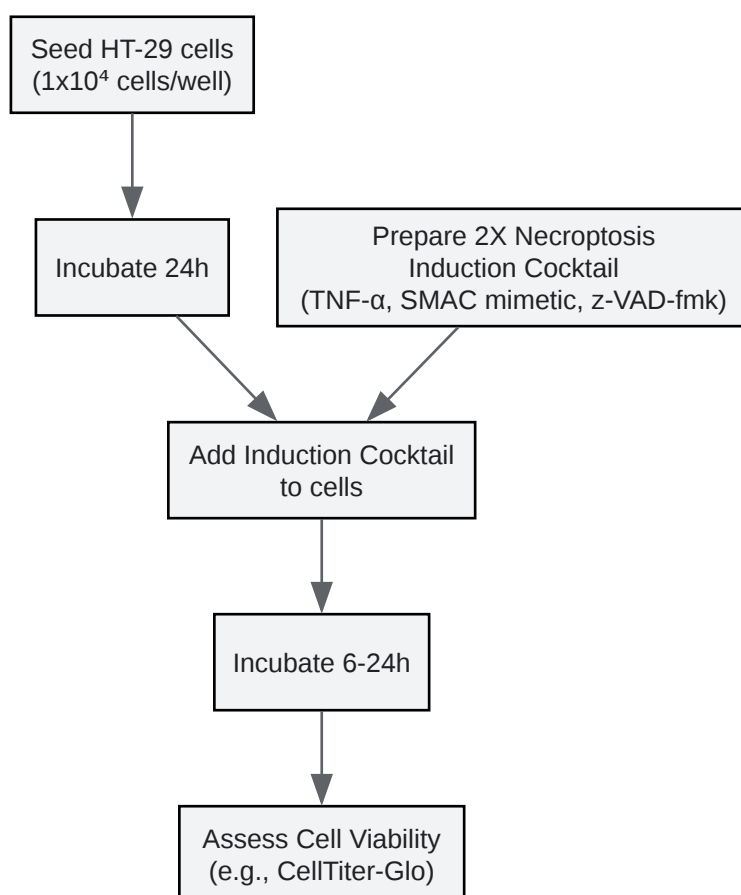 Seed HT-29 cells
(1x10⁴ cells/well)
Incubate 24h
Prepare 2X Necroptosis
Induction Cocktail
(TNF-α, SMAC mimetic, z-VAD-fmk)
Add Induction Cocktail
to cells
Incubate 6-24h
Assess Cell Viability
(e.g., CellTiter-Glo)